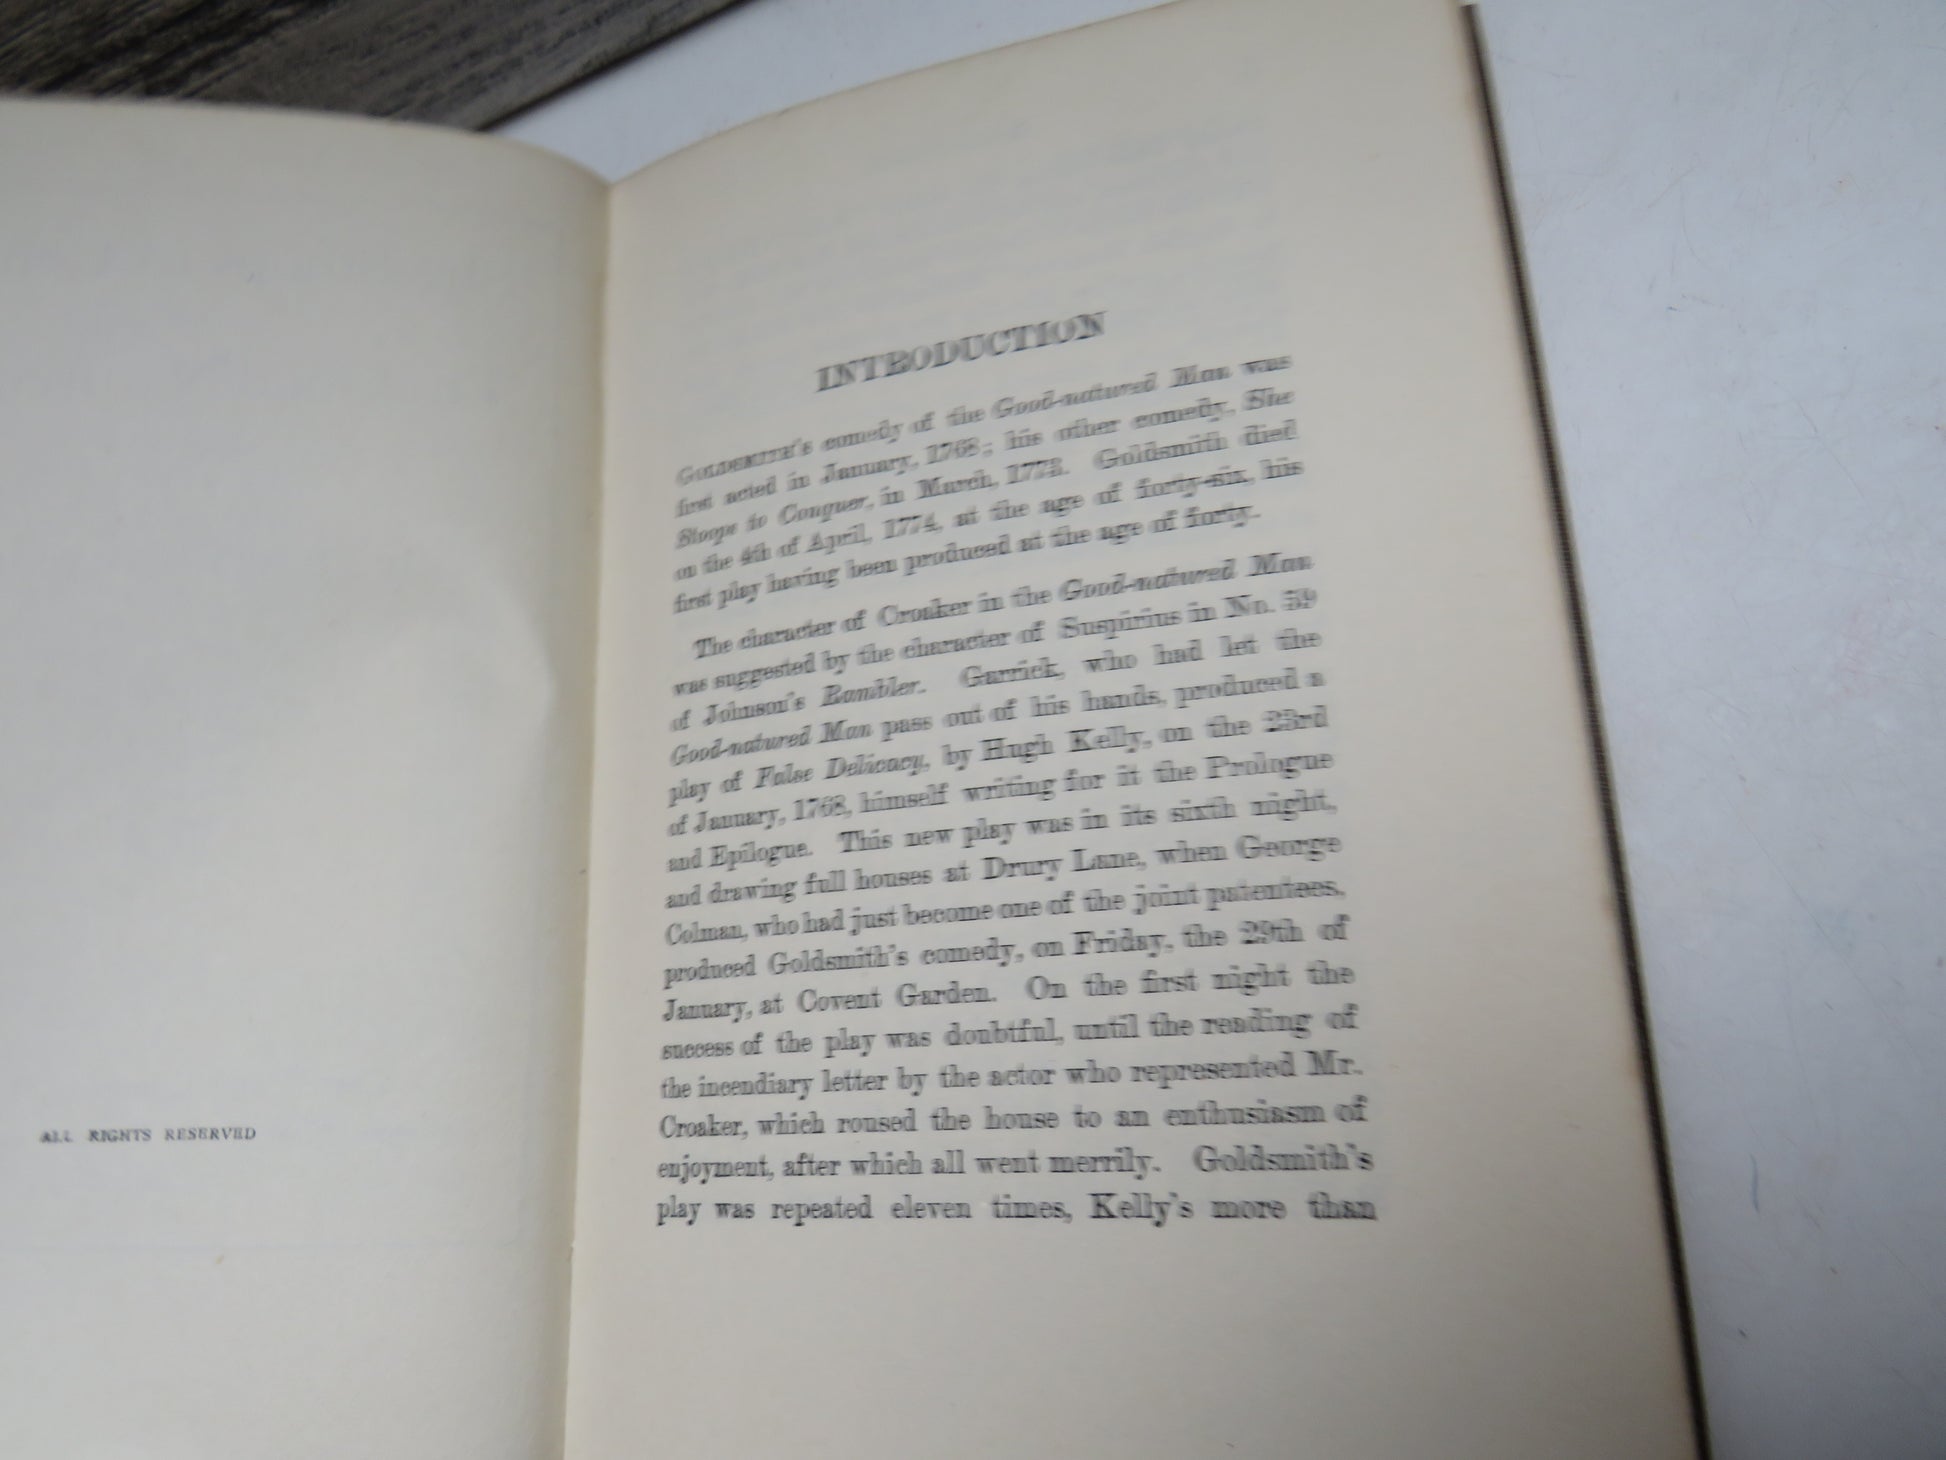 ALL RIGHTS RESERVED
INTRODUCTION
GOLDSMITH'S comedy of the Good-natured Man was
first acted in January, 1768; his other comedy, She
Stoops to Conquer, in March, 1773. Goldsmith died
on the 4th of April, 1774, at the age of forty-six, his
first play having been produced at the age of forty.
The character of Croaker in the Good-natured Man
was suggested by the character of Suspirius in No. 59
of Johnson's Rambler. Garrick, who had let the
Good-natured Man pass out of his hands, produced a
play of False Delicacy, by Hugh Kelly, on the 23rd
of January, 1768, himself writing for it the Prologue
and Epilogue. This new play was in its sixth night,
and drawing full houses at Drury Lane, when George
Colman, who had just become one of the joint patentees,
produced Goldsmith's comedy, on Friday, the 29th of
January, at Covent Garden. On the first night the
success of the play was doubtful, until the reading of
the incendiary letter by the actor who represented Mr.
Croaker, which roused the house to an enthusiasm of
enjoyment, after which all went merrily. Goldsmith's
play was repeated eleven times, Kelly's more than